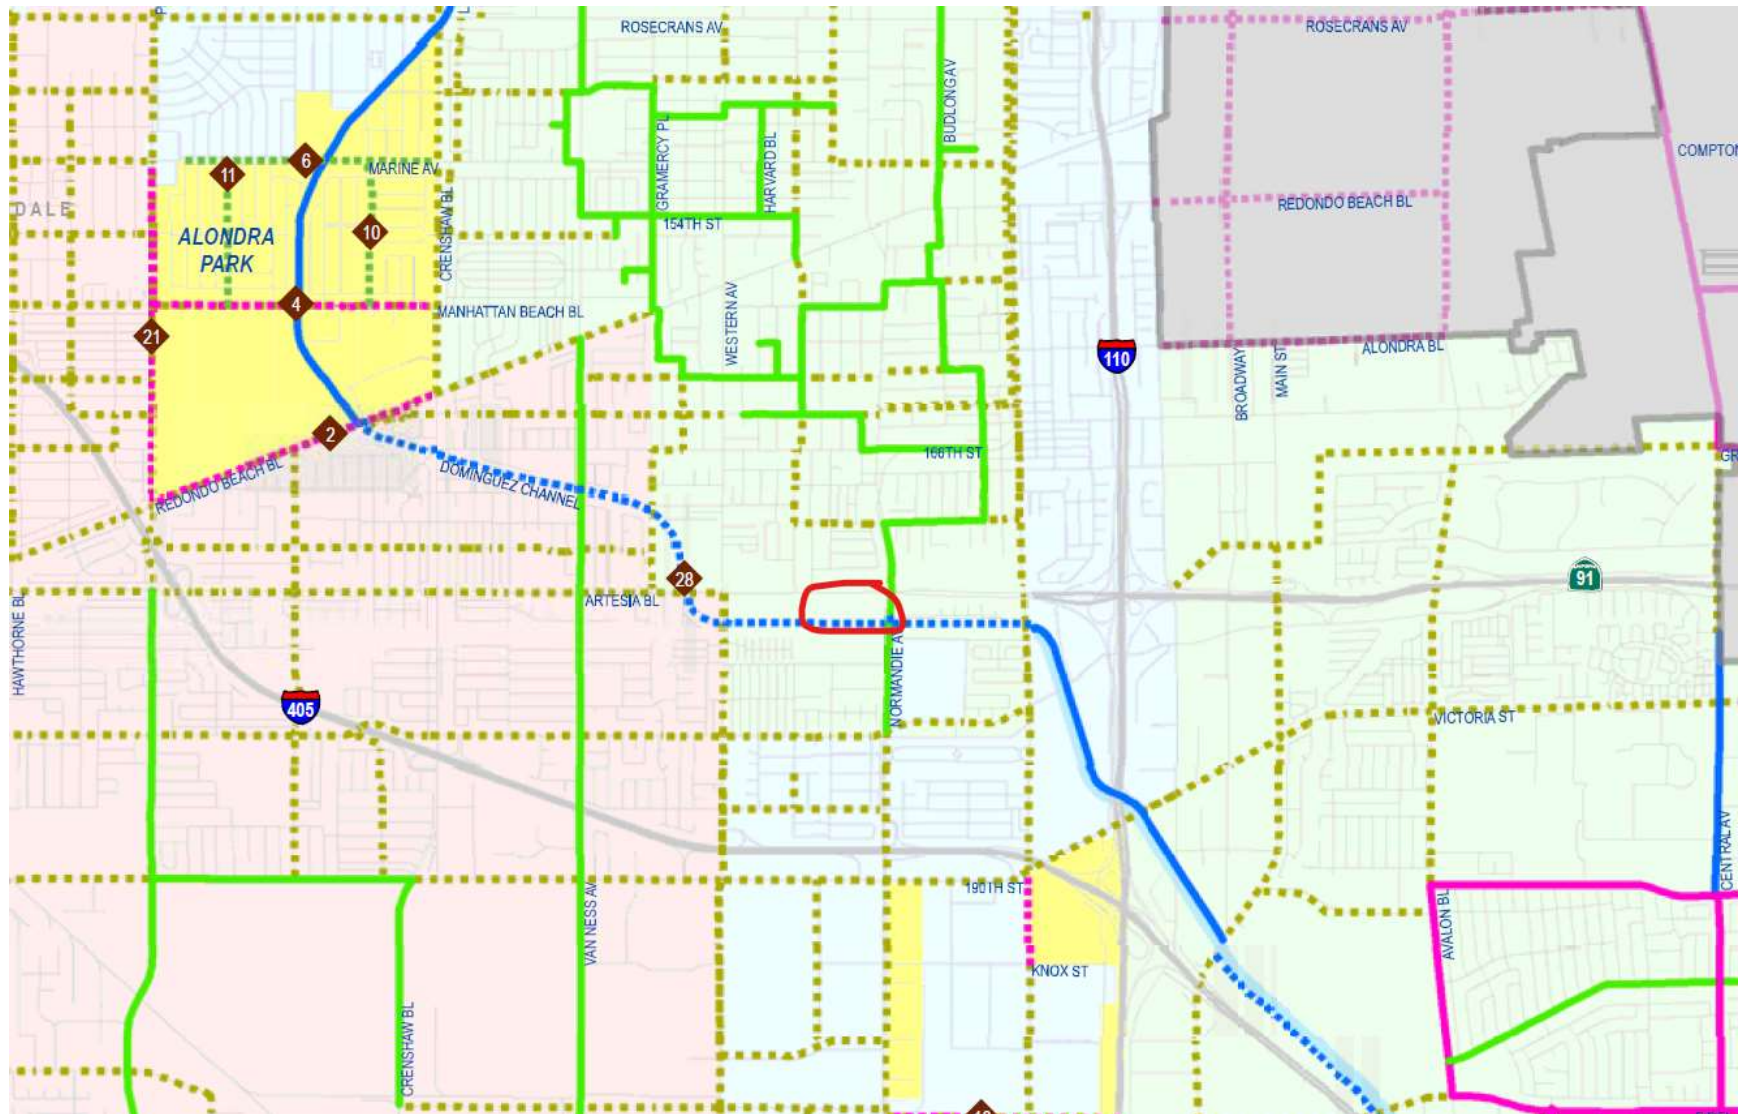 ROSECRANS AV
ROSECRANS AV
BUDLONG AV
GRAMERCY PL
HARVARD BL
COMPTON
6
MARINE AV
11
DALE
CRENSHAW BL
REDONDO BEACH BL
154TH ST
10
ALONDRA
PARK
4
MANHATTAN BEACH BL
WESTERN AV
21
110
ALONDRA BL
BROADWAY
MAIN ST
2
166TH ST
GR
REDONDO BEACH BL
DOMINGUEZ CHANNEL
28
91
ARTESIA BL
HAWTHORNE BL
NORMANDIE A
405
VICTORIA ST
CENTRAL AV
190TH ST
VAN NESS AV
AVALON BL
KNOX ST
CRENSHAW BL